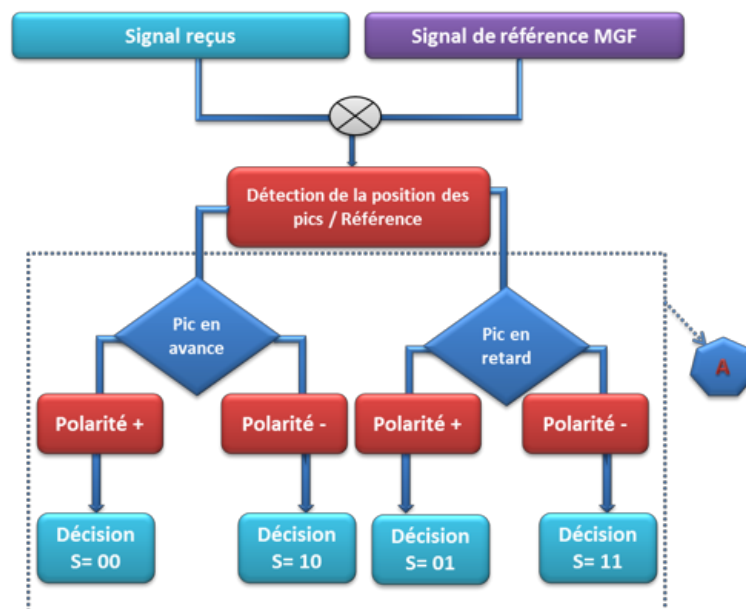 Signal reçus
Signal de référence MGF
Détection de la position des
pics / Référence
Pic en
avance
Pic en
retard
A
Polarité +
Polarité -
Polarité +
Polarité -
Décision
S= 00
Décision
S= 10
Décision
S= 01
Décision
S= 11